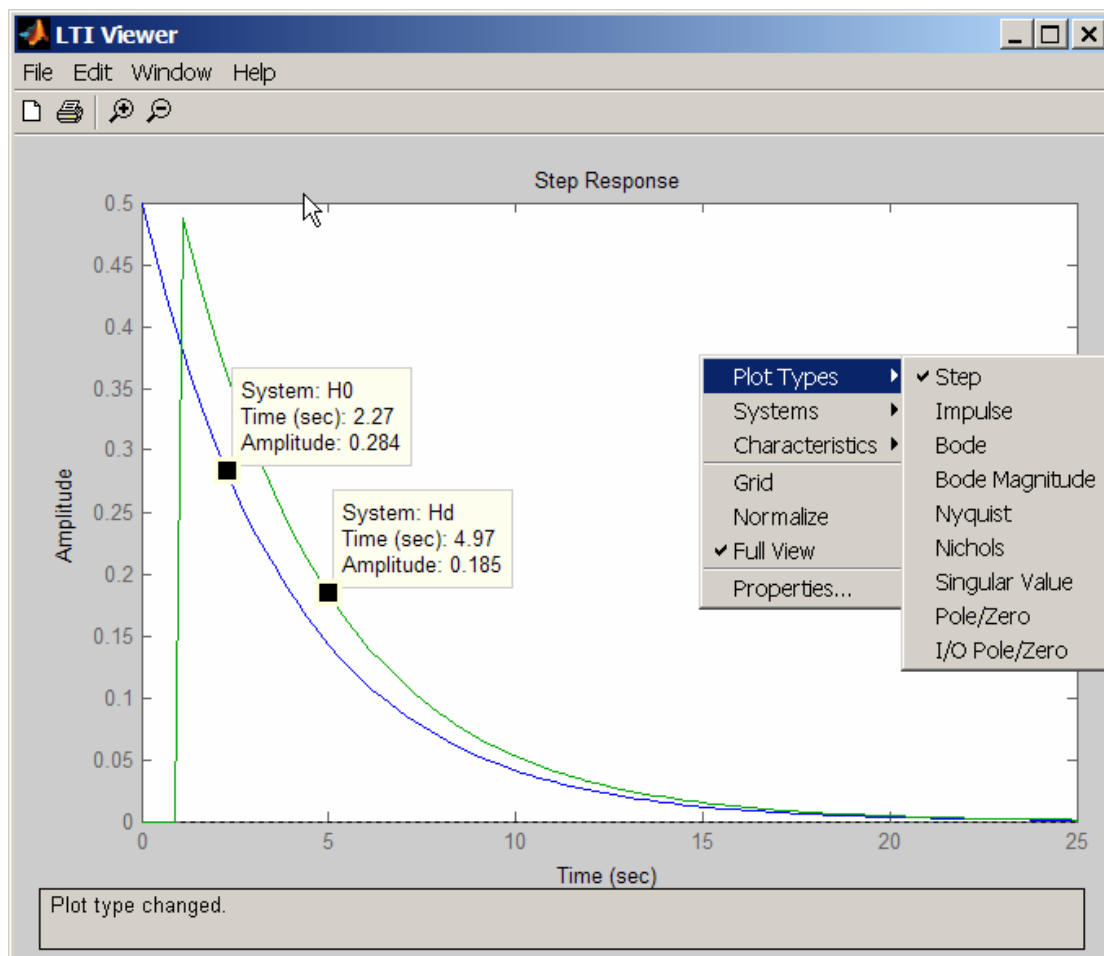 LTI Viewer
File Edit Window Help
Step Response
Amplitude
0.5
0.45
0.4
0.35
0.3
0.25
0.2
0.15
0.1
0.05
0
System: H0
Time (sec): 2.27
Amplitude: 0.284
System: Hd
Time (sec): 4.97
Amplitude: 0.185
Plot Types
Systems
Characteristics
Grid
Normalize
Full View
Properties...
Step
Impulse
Bode
Bode Magnitude
Nyquist
Nichols
Singular Value
Pole/Zero
I/O Pole/Zero
0 5 10 15 20 25
Time (sec)
Plot type changed.